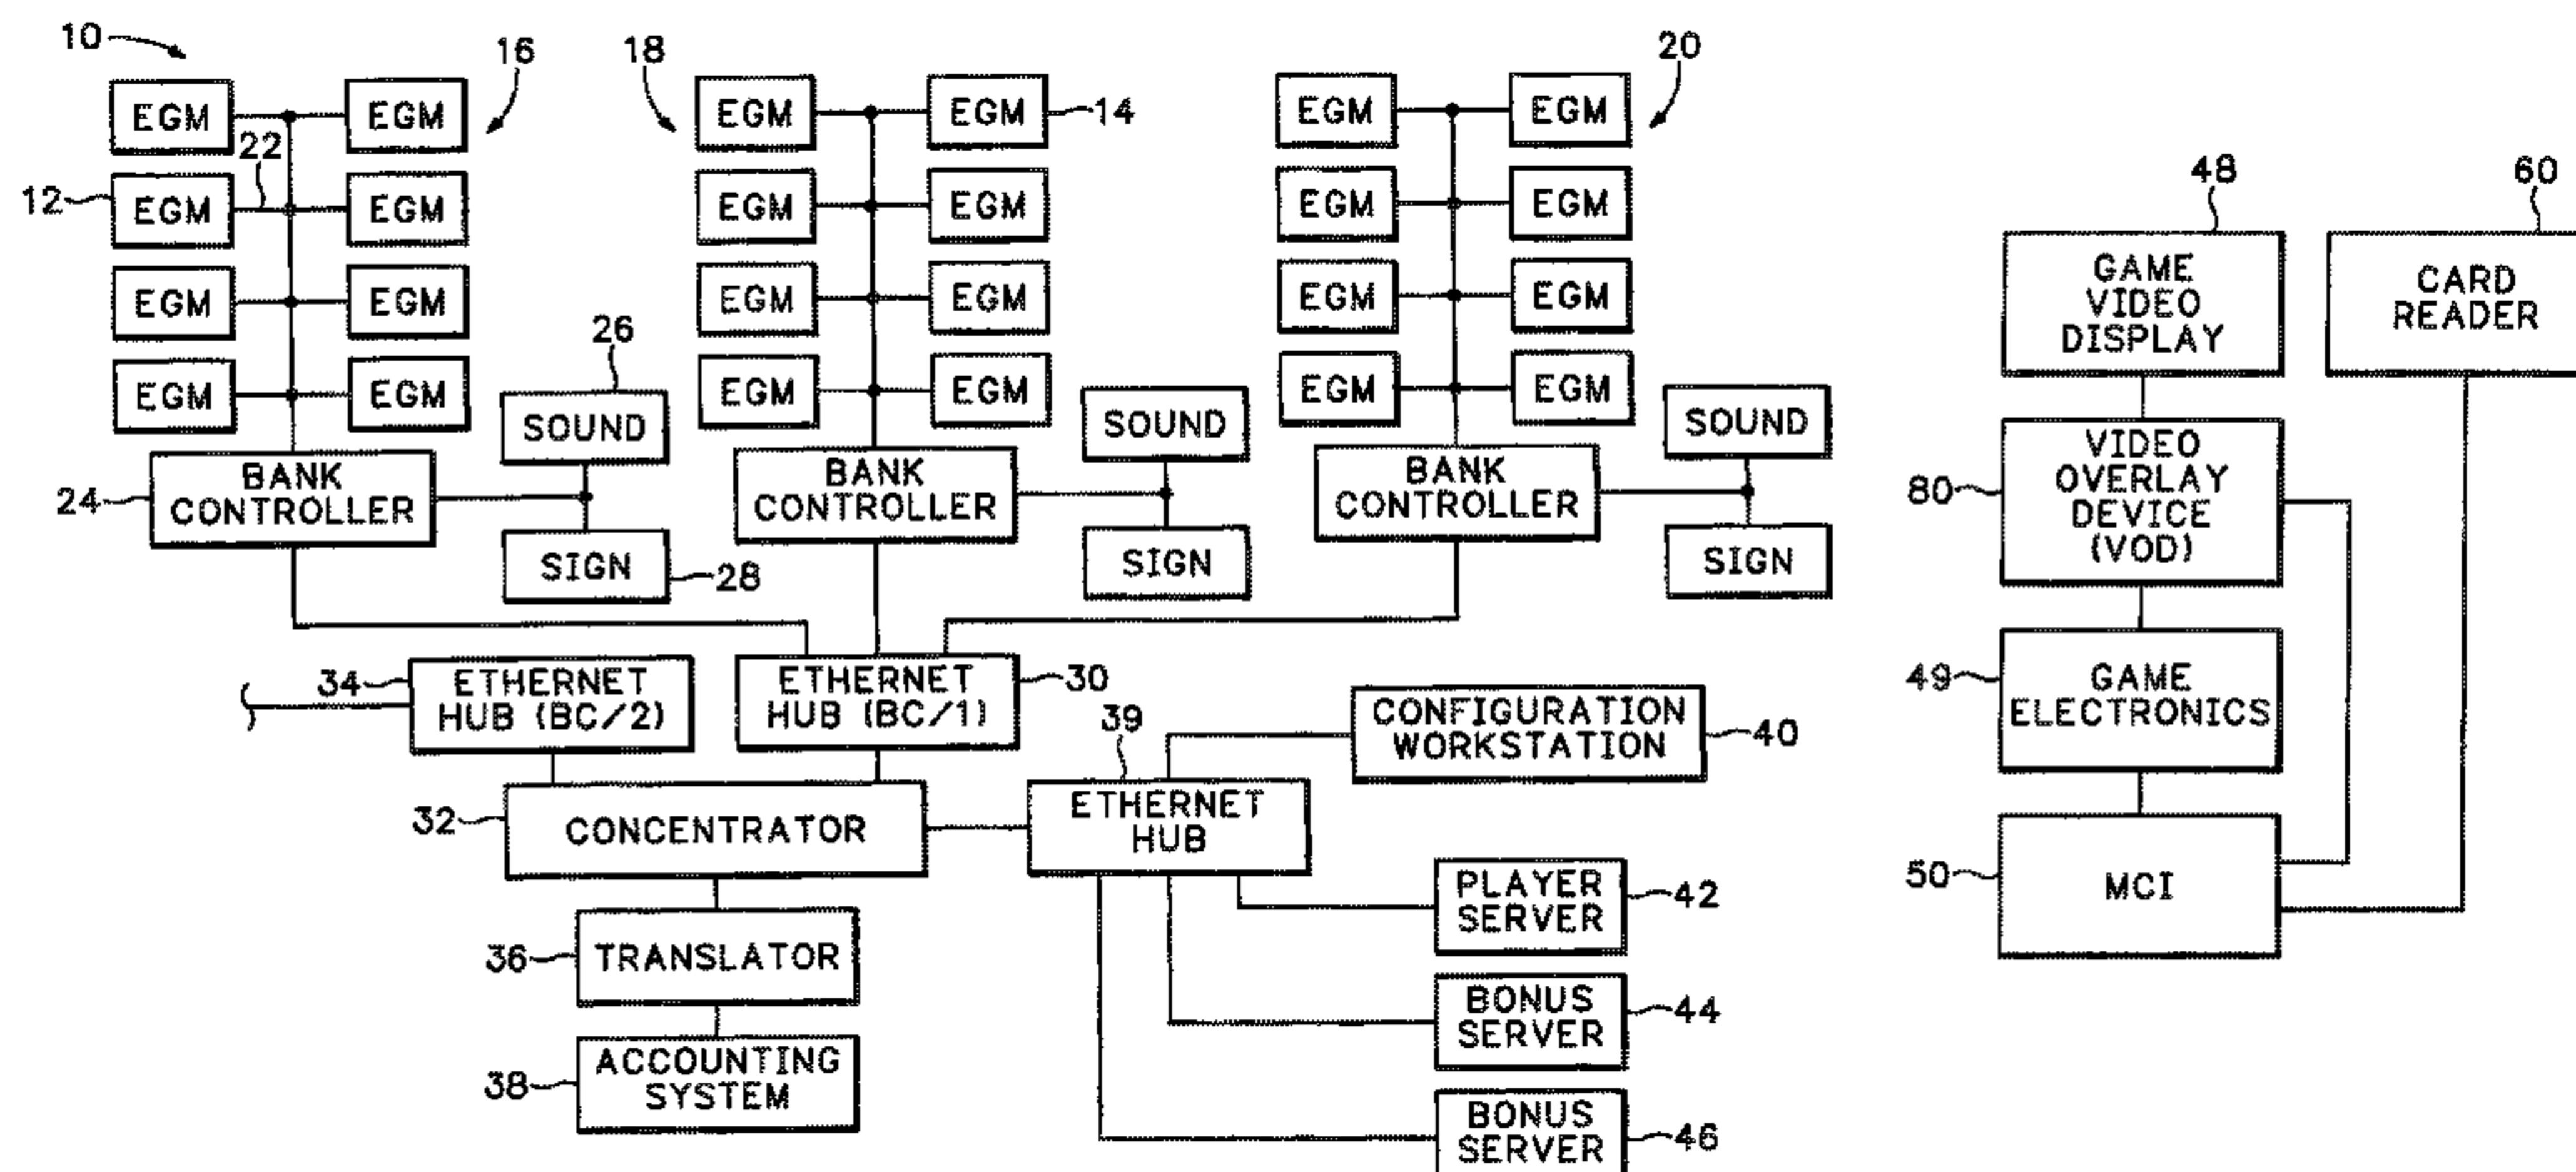 10
16
18
20
EGM EGM EGM EGM 14 EGM EGM
22
12 EGM EGM EGM EGM EGM EGM
EGM EGM EGM EGM EGM EGM
EGM EGM EGM EGM EGM EGM
26
SOUND
SOUND
SOUND
24
BANK
CONTROLLER
BANK
CONTROLLER
BANK
CONTROLLER
SIGN
28
SIGN
SIGN
34
ETHERNET
HUB (BC/2)
ETHERNET
HUB (BC/1)
30
39
CONFIGURATION
WORKSTATION
40
32
CONCENTRATOR
ETHERNET
HUB
36
TRANSLATOR
PLAYER
SERVER
42
38
ACCOUNTING
SYSTEM
BONUS
SERVER
44
BONUS
SERVER
46
48
GAME
VIDEO
DISPLAY
60
CARD
READER
80
VIDEO
OVERLAY
DEVICE
(VOD)
49
GAME
ELECTRONICS
50
MCI